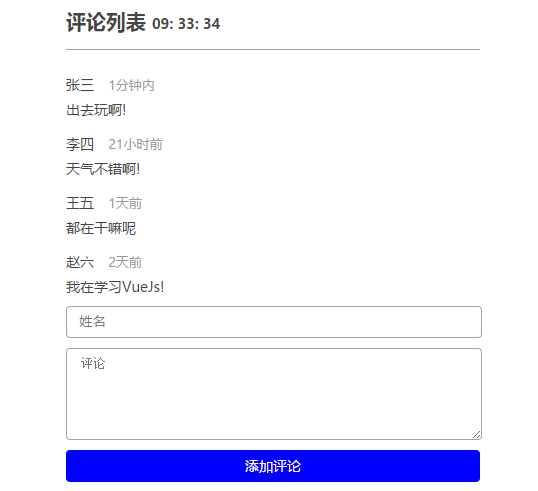 评论列表 09: 33: 34
张三 1分钟内
出去玩啊!
李四 21小时前
天气不错啊!
王五 1天前
都在干嘛呢
赵六 2天前
我在学习VueJs!
姓名
评论
添加评论